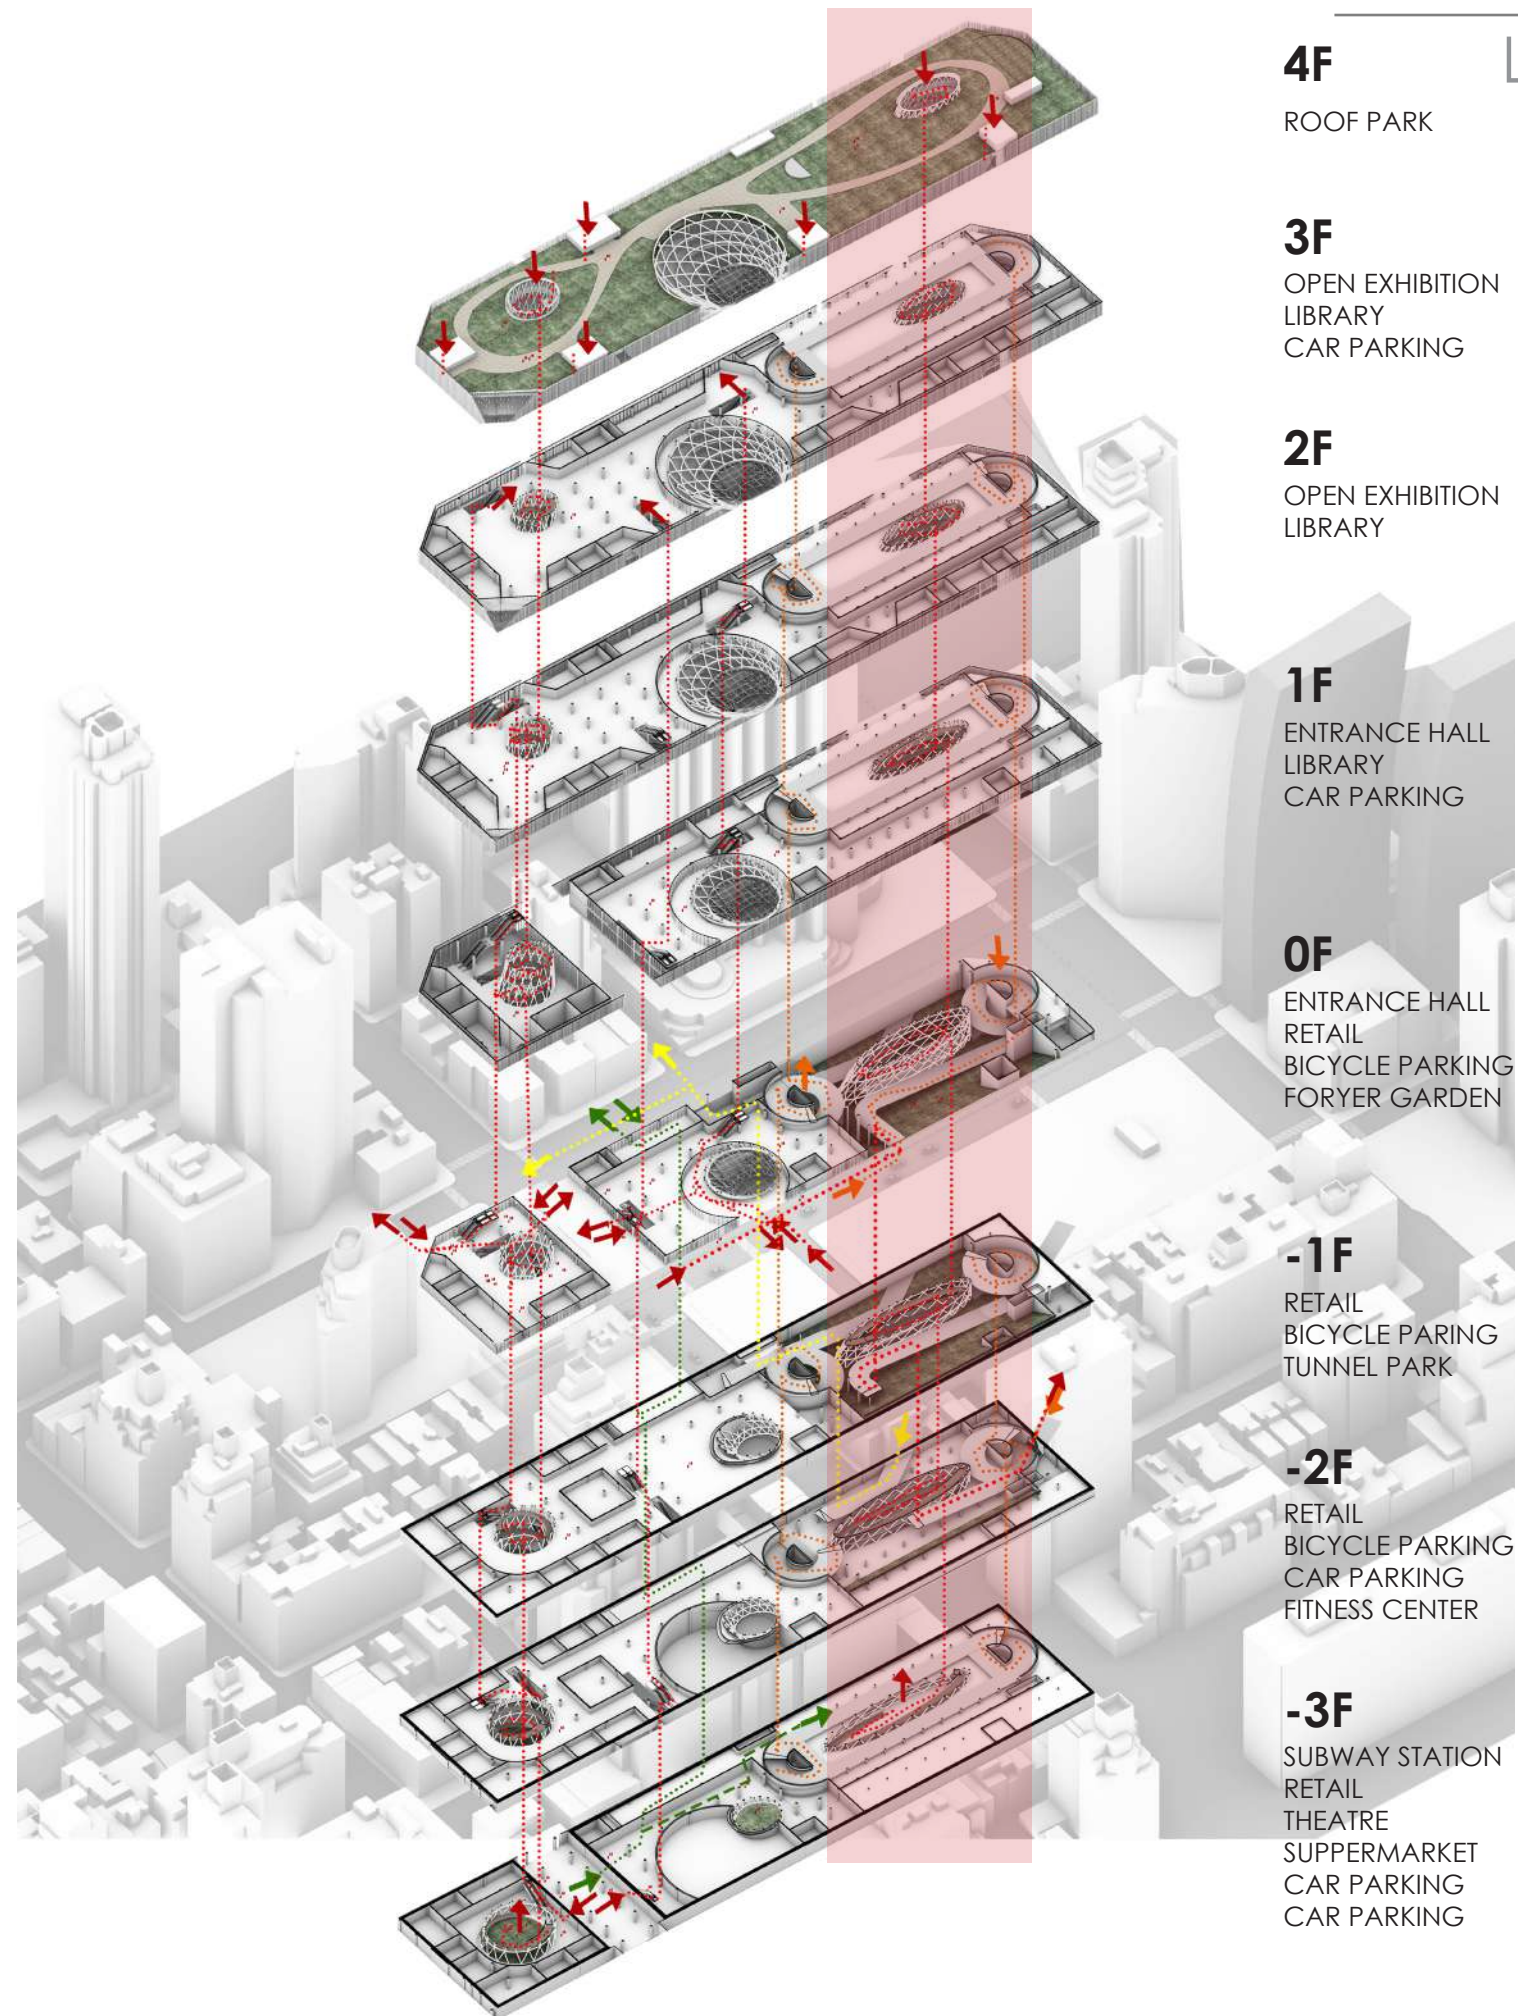 4F
ROOF PARK
3F
OPEN EXHIBITION
LIBRARY
CAR PARKING
2F
OPEN EXHIBITION
LIBRARY
1F
ENTRANCE HALL
LIBRARY
CAR PARKING
0F
ENTRANCE HALL
RETAIL
BICYCLE PARKING
FORYER GARDEN
-1F
RETAIL
BICYCLE PARING
TUNNEL PARK
-2F
RETAIL
BICYCLE PARKING
CAR PARKING
FITNESS CENTER
-3F
SUBWAY STATION
RETAIL
THEATRE
SUPPERMARKET
CAR PARKING
CAR PARKING